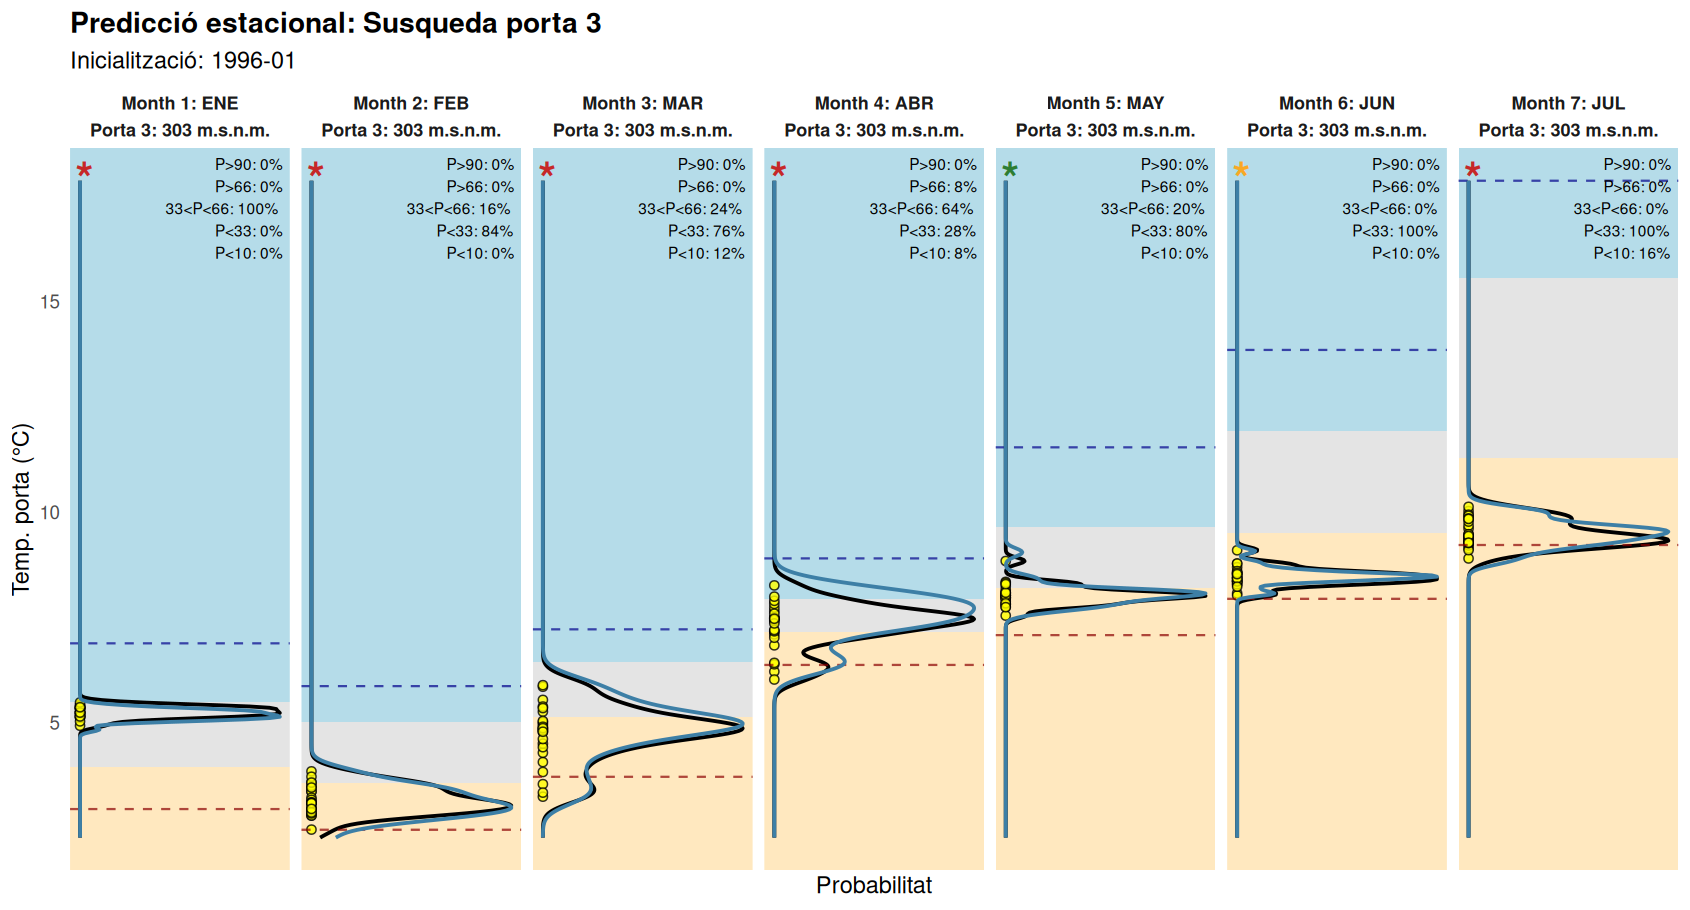 Predicció estacional: Susqueda porta 3
Inicialització: 1996-01
Month 1: ENE
Porta 3: 303 m.s.n.m.
Month 2: FEB
Porta 3: 303 m.s.n.m.
Month 3: MAR
Porta 3: 303 m.s.n.m.
Month 4: ABR
Porta 3: 303 m.s.n.m.
Month 5: MAY
Porta 3: 303 m.s.n.m.
Month 6: JUN
Porta 3: 303 m.s.n.m.
Month 7: JUL
Porta 3: 303 m.s.n.m.
*
P>90: 0%
P>66: 0%
33<P<66: 100%
P<33: 0%
P<10: 0%
*
P>90: 0%
P>66: 0%
33<P<66: 16%
P<33: 84%
P<10: 0%
*
P>90: 0%
P>66: 0%
33<P<66: 24%
P<33: 76%
P<10: 12%
*
P>90: 0%
P>66: 8%
33<P<66: 64%
P<33: 28%
P<10: 8%
*
P>90: 0%
P>66: 0%
33<P<66: 20%
P<33: 80%
P<10: 0%
*
P>90: 0%
P>66: 0%
33<P<66: 0%
P<33: 100%
P<10: 0%
*
P>90: 0%
P>66: 0%
33<P<66: 0%
P<33: 100%
P<10: 16%
15
10
5
Temp. porta (°C)
Probabilitat